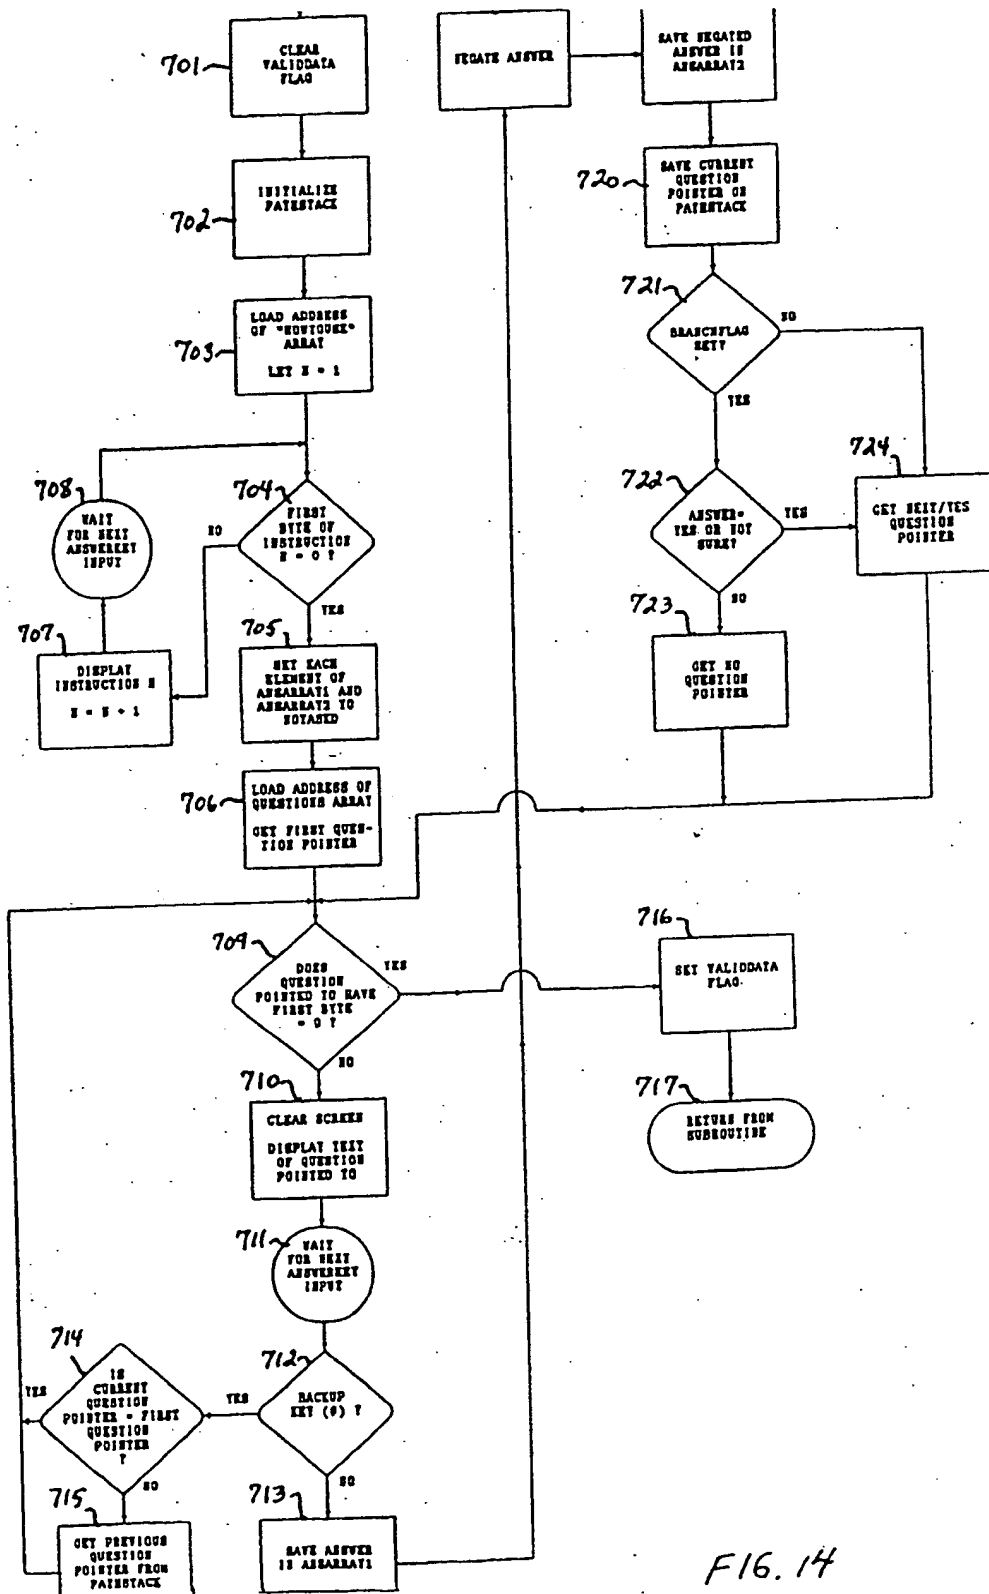 701
CLEAR
VALIDDATA
FLAG
702
INITIALIZE
PATHSTACK
703
LOAD ADDRESS
OF "HOWTOUSE"
ARRAY
LET N = 1
708
WAIT
FOR NEXT
ANSWERKEY
INPUT
704
FIRST
BYTE OF
INSTRUCTION
N = 0 ?
NO
YES
707
DISPLAY
INSTRUCTION N
N = N + 1
705
SET EACH
ELEMENT OF
ANSARRAY1 AND
ANSARRAY2 TO
NOTASKED
706
LOAD ADDRESS OF
QUESTIONS ARRAY
GET FIRST QUES-
TION POINTER
709
DOES
QUESTION
POINTED TO HAVE
FIRST BYTE
= 0 ?
YES
NO
710
CLEAR SCREEN
DISPLAY TEXT
OF QUESTION
POINTED TO
711
WAIT
FOR NEXT
ANSWERKEY
INPUT
712
BACKUP
KEY (#) ?
YES
NO
714
IS
CURRENT
QUESTION
POINTER = FIRST
QUESTION
POINTER
?
YES
NO
715
GET PREVIOUS
QUESTION
POINTER FROM
PATHSTACK
713
SAVE ANSWER
IN ANSARRAY1
NEGATE ANSWER
SAVE NEGATED
ANSWER IN
ANSARRAY2
720
SAVE CURRENT
QUESTION
POINTER ON
PATHSTACK
721
BRANCHFLAG
SET?
NO
YES
722
ANSWER=
YES OR NOT
SURE?
YES
NO
724
GET NEXT/YES
QUESTION
POINTER
723
GET NO
QUESTION
POINTER
716
SET VALIDDATA
FLAG
717
RETURN FROM
SUBROUTINE
FIG. 14